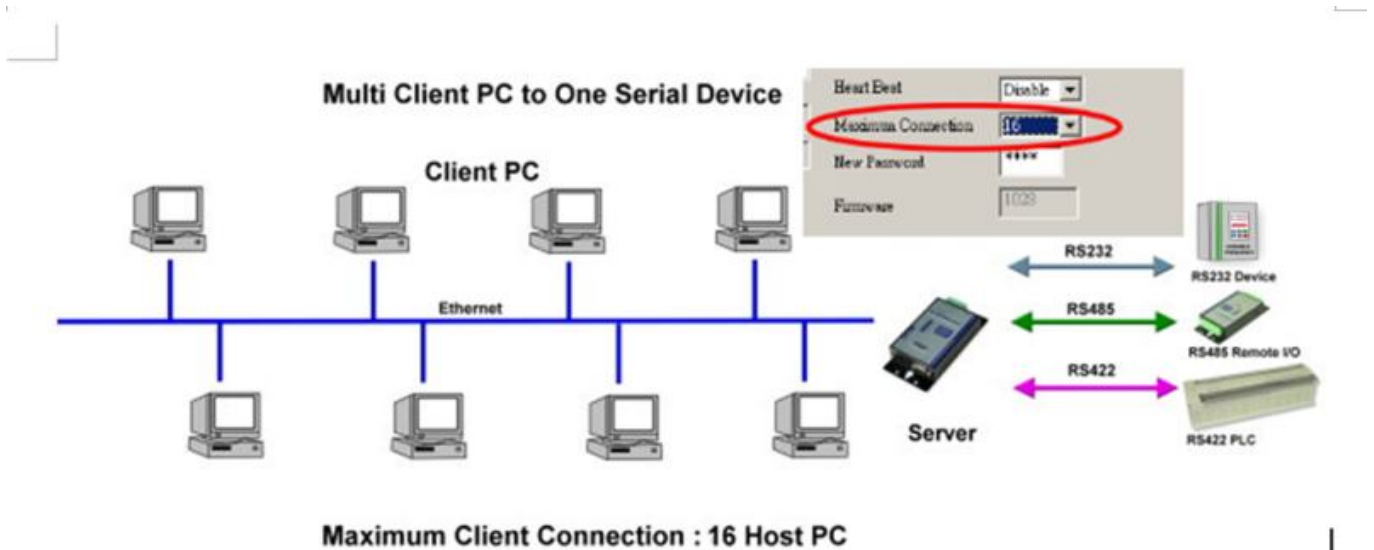 Multi Client PC to One Serial Device
Heart Beat
Disable
Maximum Connection
16
New Password
****
Firmware
1028
Client PC
RS232
RS232 Device
Ethernet
RS485
RS485 Remote I/O
RS422
Server
RS422 PLC
Maximum Client Connection : 16 Host PC